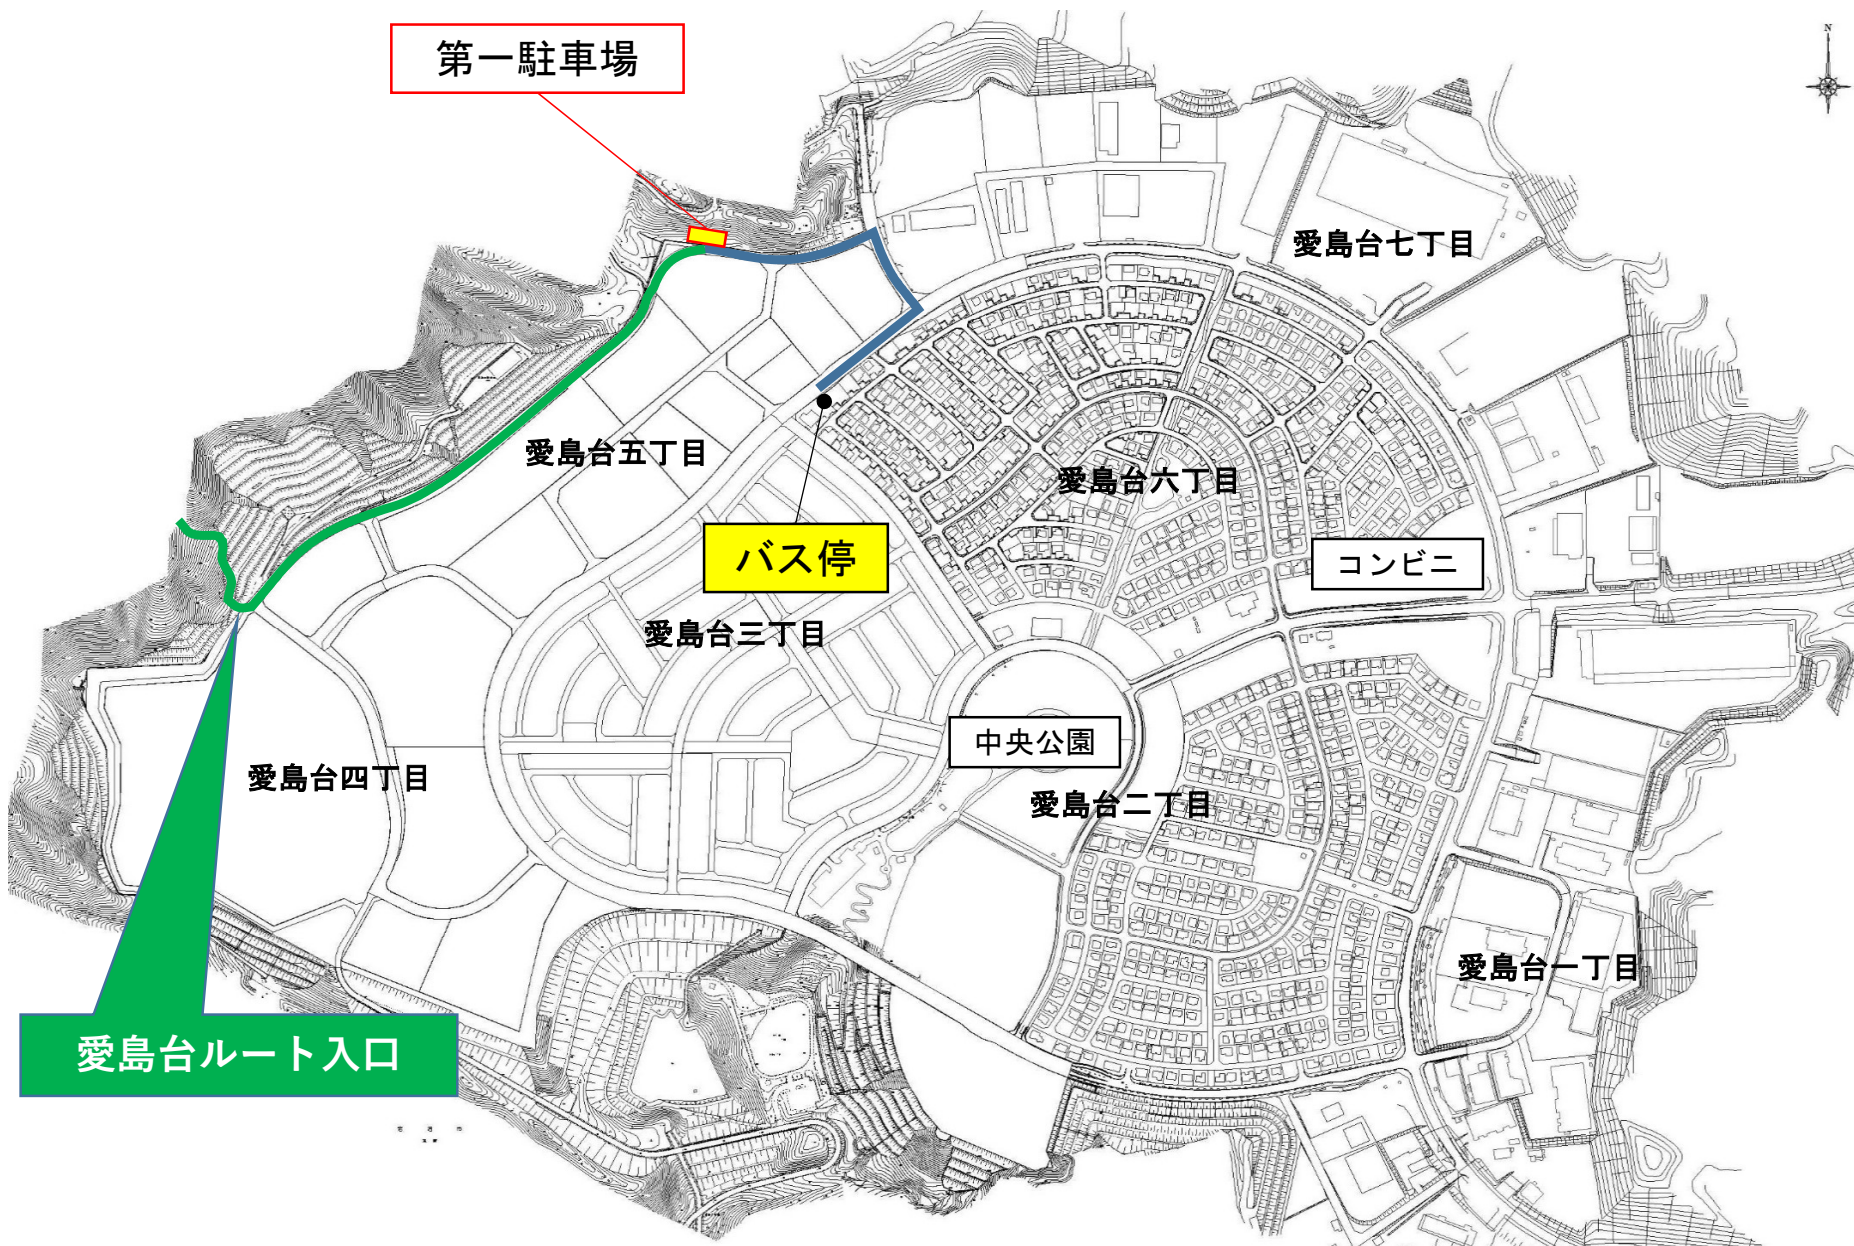 第一駐車場
N
愛島台七丁目
愛島台五丁目
愛島台六丁目
バス停
コンビニ
愛島台三丁目
中央公園
愛島台四丁目
愛島台二丁目
愛島台一丁目
愛島台ルート入口